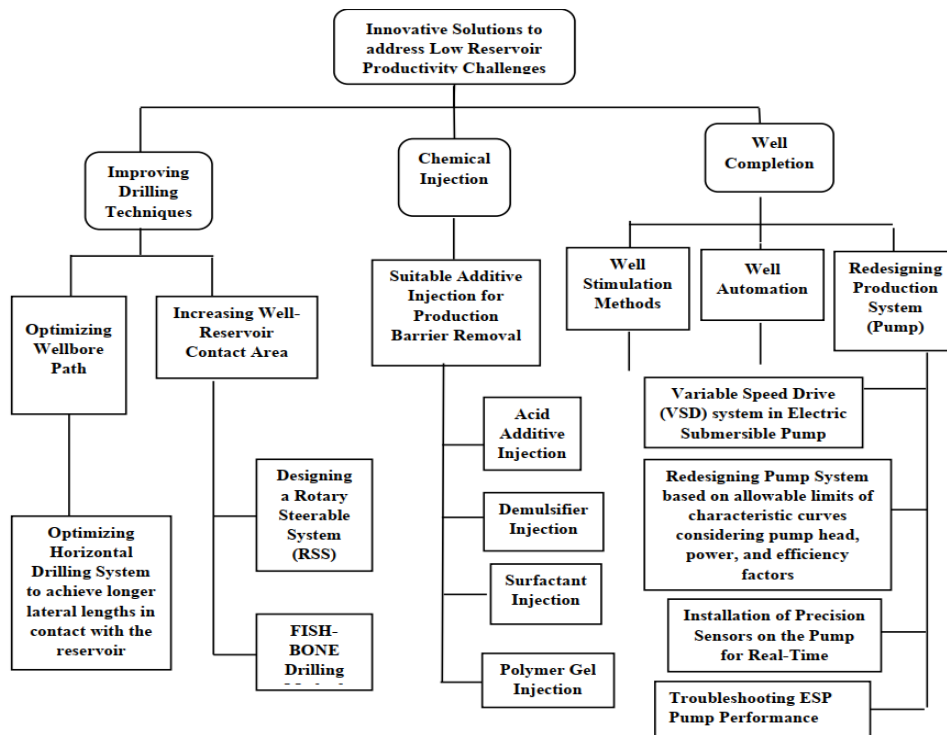 Innovative Solutions to
address Low Reservoir
Productivity Challenges
Improving
Drilling
Techniques
Chemical
Injection
Well
Completion
Optimizing
Wellbore
Path
Increasing Well-
Reservoir
Contact Area
Suitable Additive
Injection for
Production
Barrier Removal
Well
Stimulation
Methods
Well
Automation
Redesigning
Production
System
(Pump)
Optimizing
Horizontal
Drilling System
to achieve longer
lateral lengths in
contact with the
reservoir
Designing
a Rotary
Steerable
System
(RSS)
FISH-
BONE
Drilling
Acid
Additive
Injection
Demulsifier
Injection
Surfactant
Injection
Polymer Gel
Injection
Variable Speed Drive
(VSD) system in Electric
Submersible Pump
Redesigning Pump System
based on allowable limits of
characteristic curves
considering pump head,
power, and efficiency
factors
Installation of Precision
Sensors on the Pump
for Real-Time
Troubleshooting ESP
Pump Performance